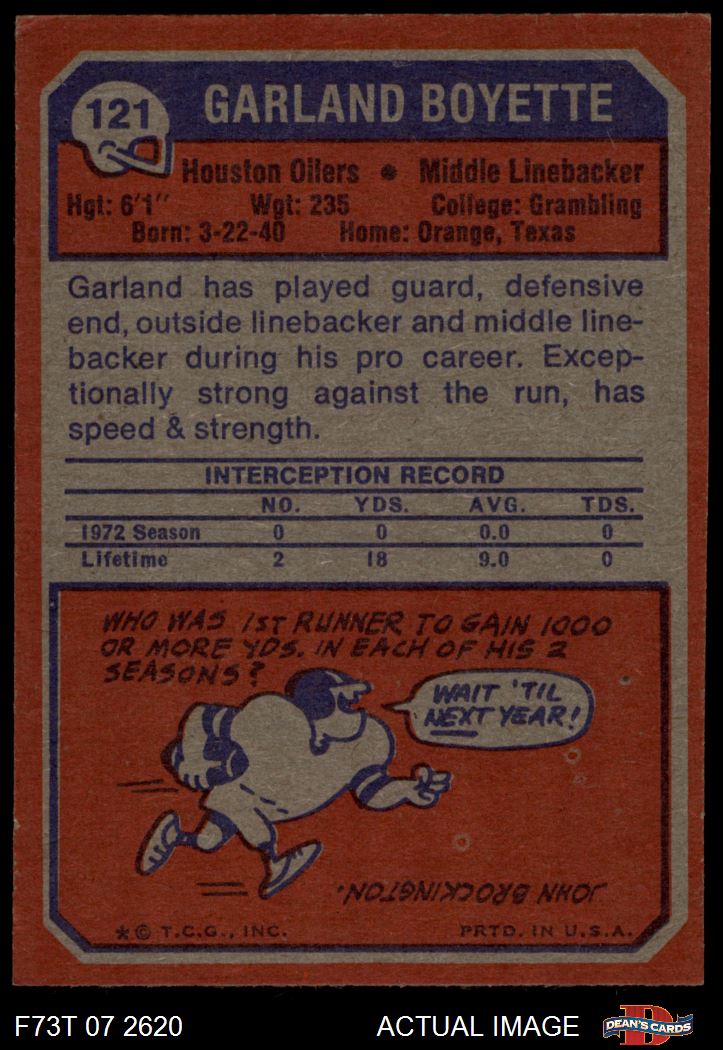 121 GARLAND BOYETTE
Houston Oilers • Middle Linebacker
Hgt: 6'1" Wgt: 235 College: Grambling
Born: 3-22-40 Home: Orange, Texas
Garland has played guard, defensive
end, outside linebacker and middle line-
backer during his pro career. Excep-
tionally strong against the run, has
speed & strength.
INTERCEPTION RECORD
NO. YDS. AVG. TDS.
1972 Season 0 0 0.0 0
Lifetime 2 18 9.0 0
WHO WAS 1ST RUNNER TO GAIN 1000
OR MORE YDS. IN EACH OF HIS 2
SEASONS?
WAIT 'TIL
NEXT YEAR!
JOHN BROCKINGTON.
*© T.C.G., INC. PRTD. IN U.S.A.
F73T 07 2620 ACTUAL IMAGE DEAN'S CARDS